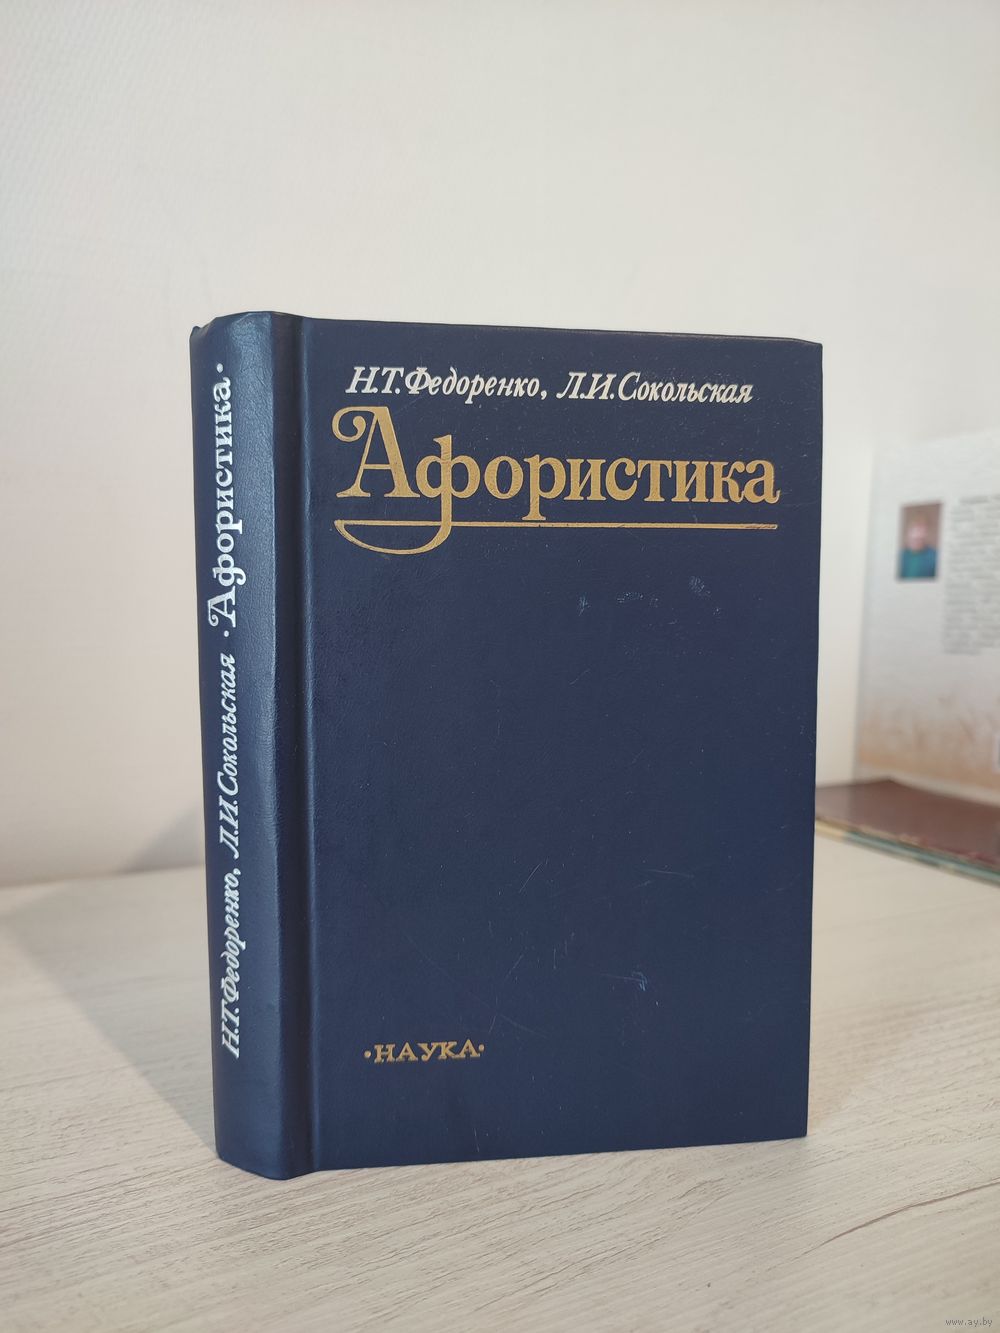 Н.Т. Федоренко, Л.И. Сокольская
Афористика
·НАУКА·
Н.Т. Федоренко, Л.И. Сокольская ·Афористика·
www.ay.by